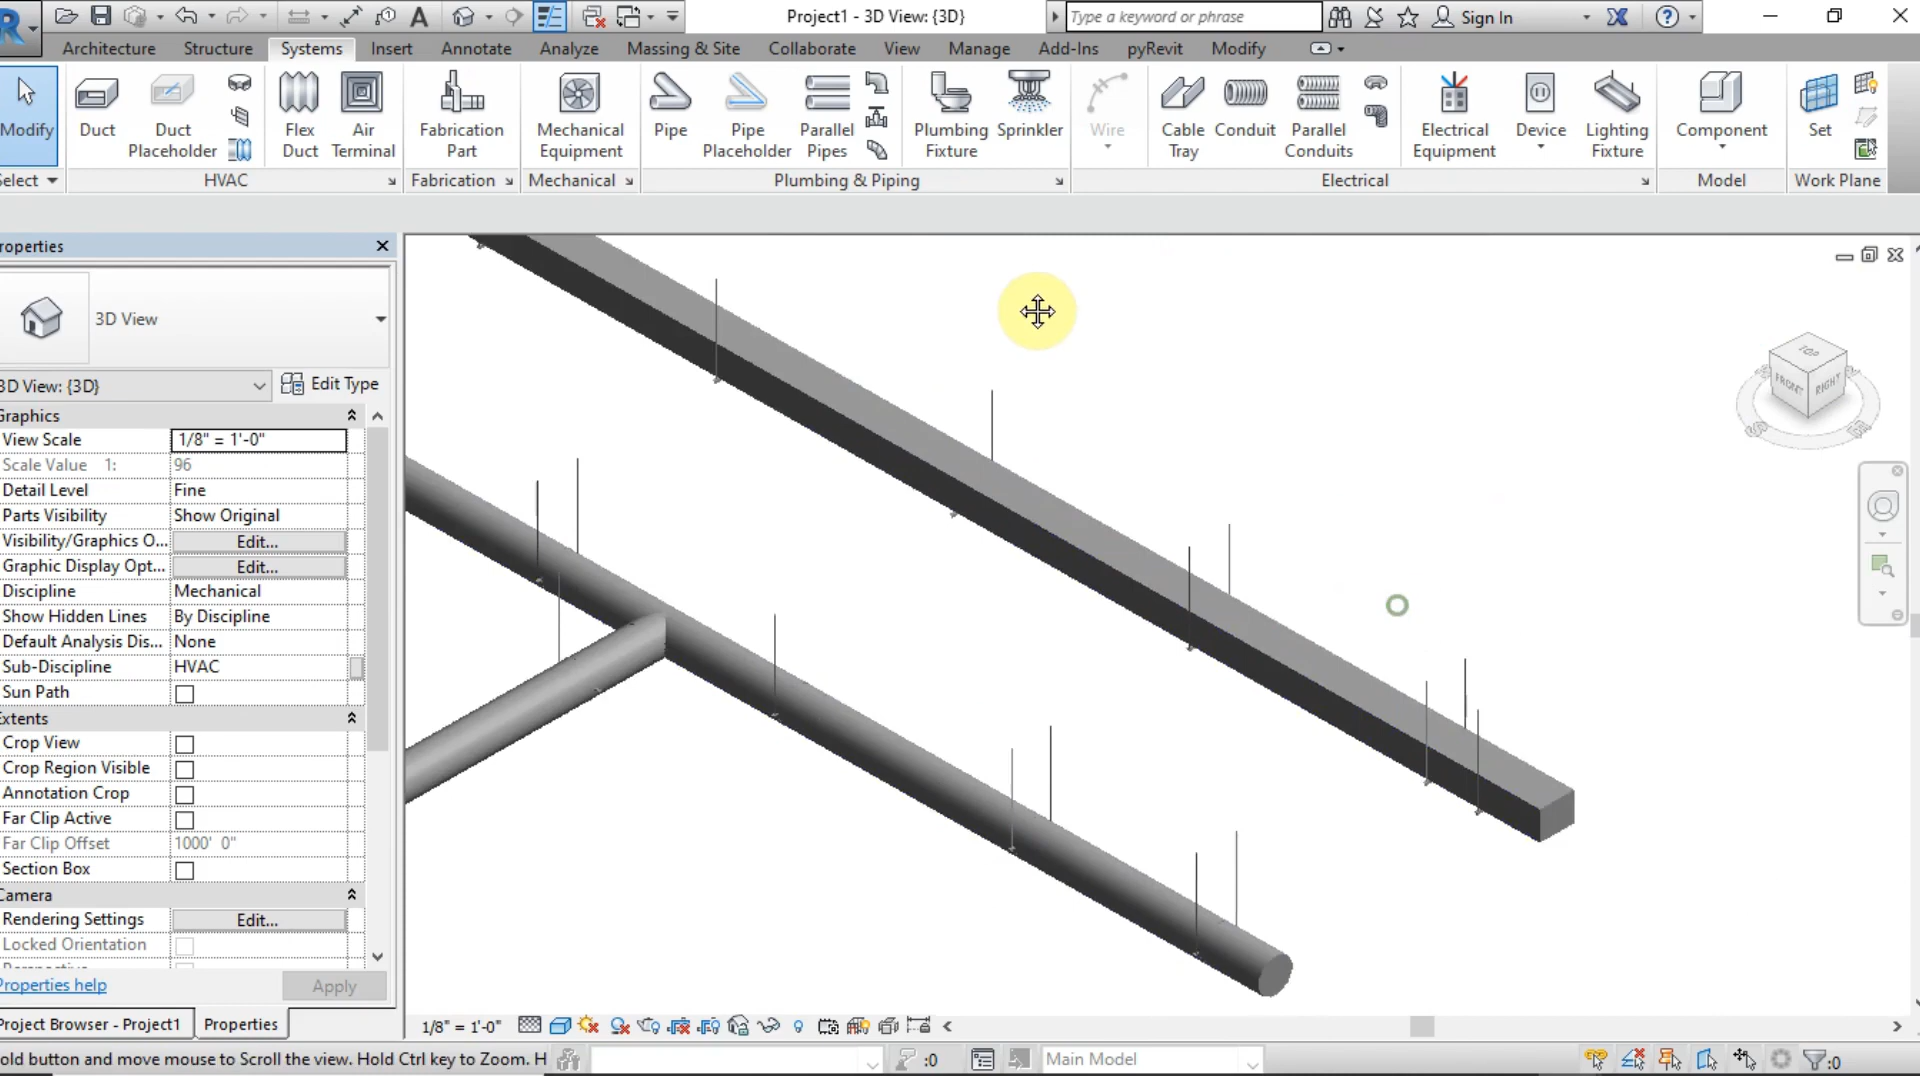 Project1 - 3D View: {3D}
Type a keyword or phrase
Sign In
Architecture Structure Systems Insert Annotate Analyze Massing & Site Collaborate View Manage Add-Ins pyRevit Modify
Modify
Duct
Duct Placeholder
Flex Duct
Air Terminal
Fabrication Part
Mechanical Equipment
Pipe
Pipe Placeholder
Parallel Pipes
Plumbing Fixture
Sprinkler
Wire
Cable Tray
Conduit
Parallel Conduits
Electrical Equipment
Device
Lighting Fixture
Component
Set
Select HVAC Fabrication Mechanical Plumbing & Piping Electrical Model Work Plane
roperties
3D View
3D View: {3D} Edit Type
Graphics
View Scale 1/8" = 1'-0"
Scale Value 1: 96
Detail Level Fine
Parts Visibility Show Original
Visibility/Graphics O... Edit...
Graphic Display Opt... Edit...
Discipline Mechanical
Show Hidden Lines By Discipline
Default Analysis Dis... None
Sub-Discipline HVAC
Sun Path
Extents
Crop View
Crop Region Visible
Annotation Crop
Far Clip Active
Far Clip Offset 1000' 0"
Section Box
Camera
Rendering Settings Edit...
Locked Orientation
Properties help Apply
Project Browser - Project1 Properties
TOP
FRONT
RIGHT
1/8" = 1'-0"
old button and move mouse to Scroll the view. Hold Ctrl key to Zoom. H
:0
Main Model
:0